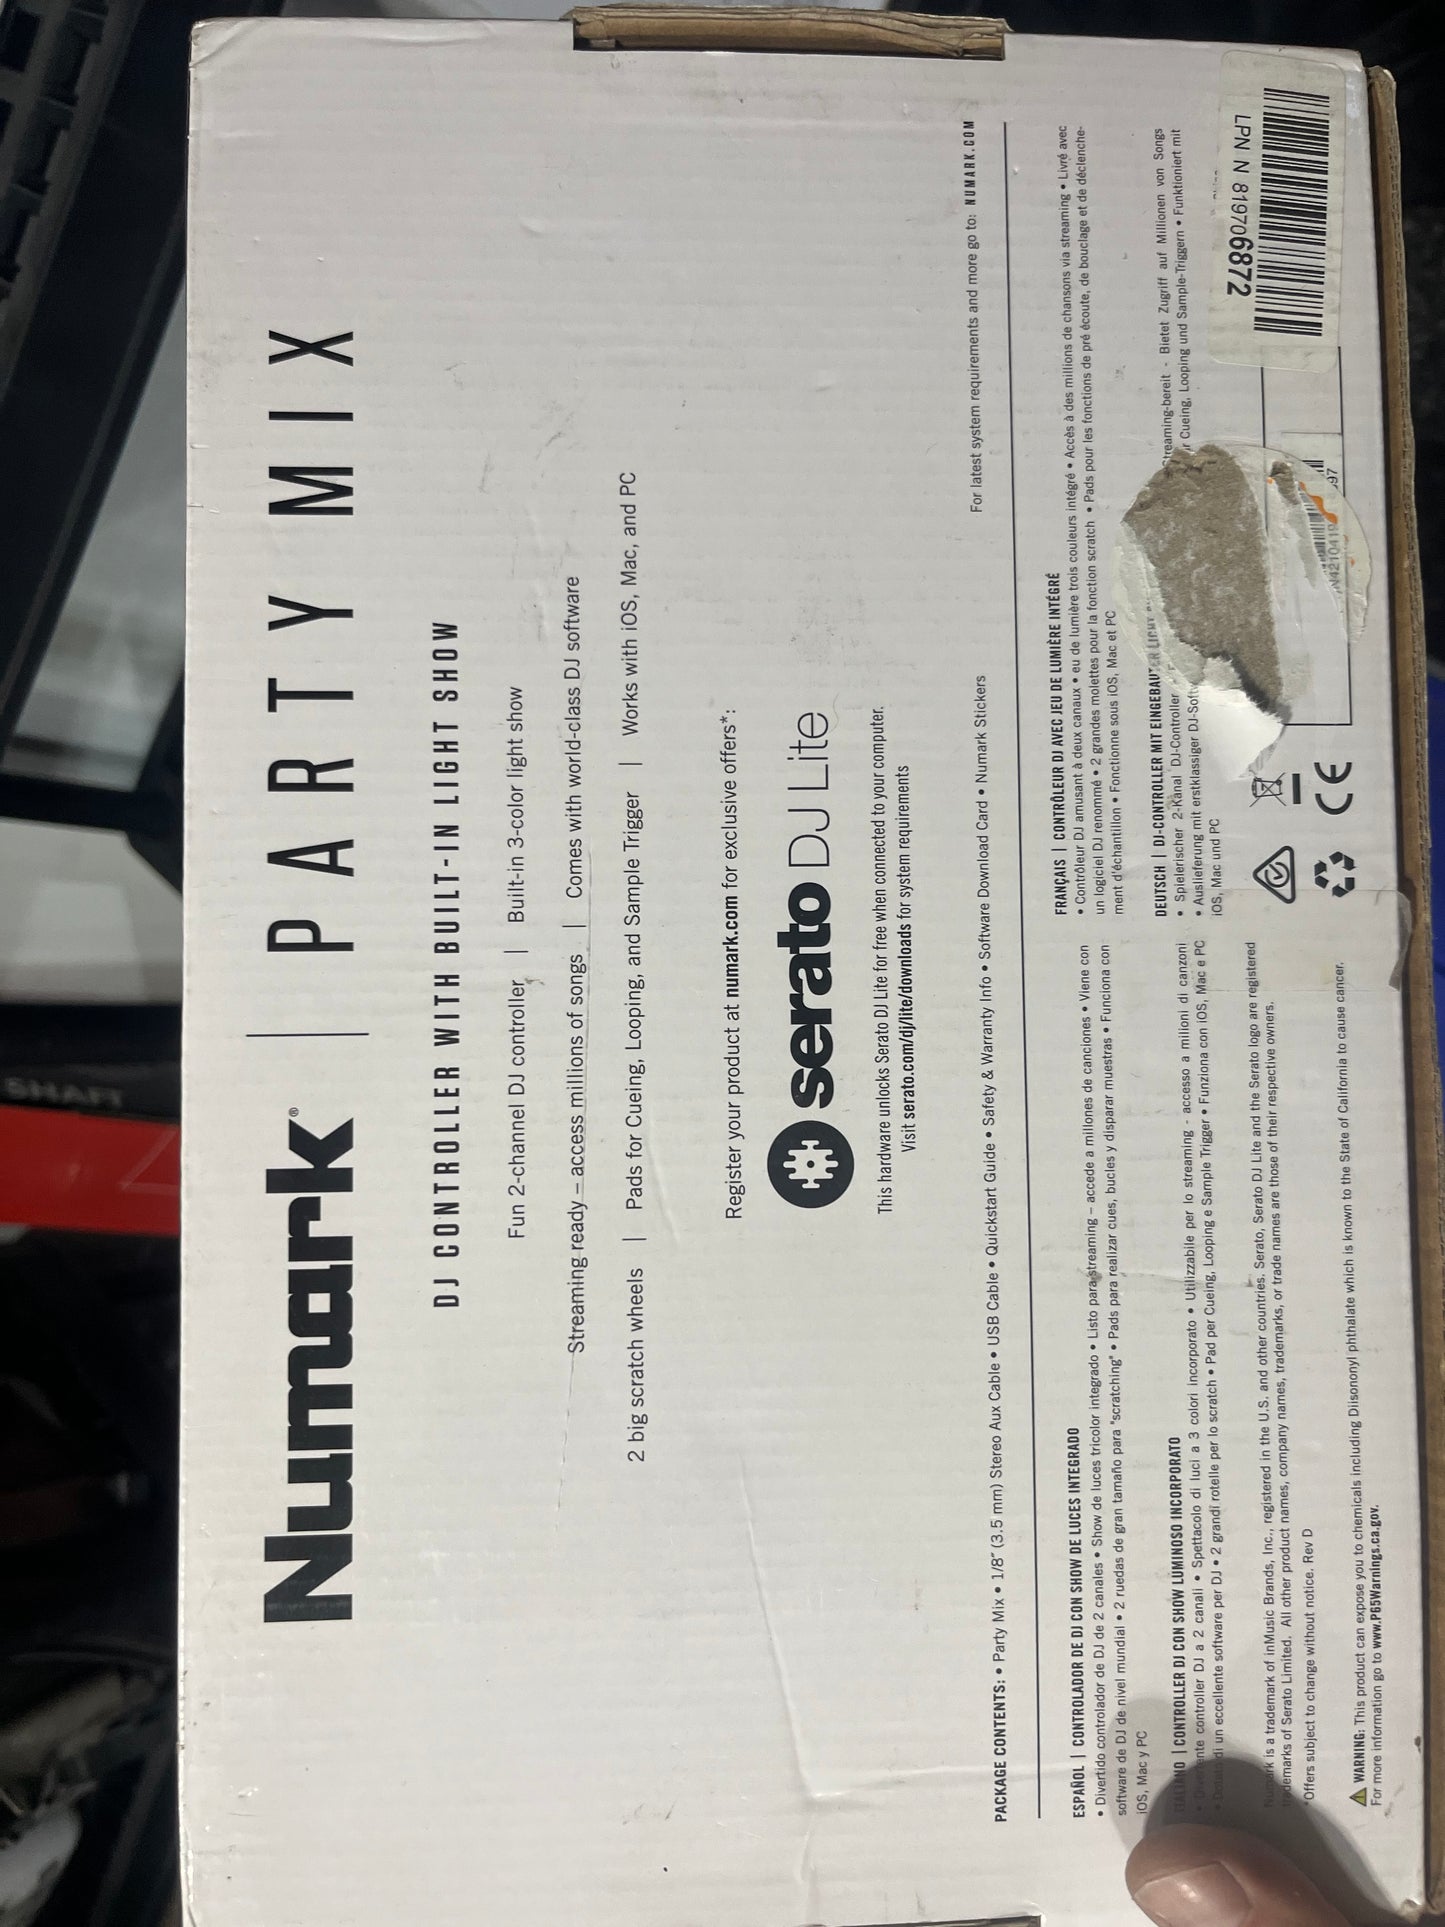 Numark® | PARTY MIX
DJ CONTROLLER WITH BUILT-IN LIGHT SHOW
Fun 2-channel DJ controller | Built-in 3-color light show
Streaming ready – access millions of songs | Comes with world-class DJ software
2 big scratch wheels | Pads for Cueing, Looping, and Sample Trigger | Works with iOS, Mac, and PC
Register your product at numark.com for exclusive offers*:
serato DJ Lite
This hardware unlocks Serato DJ Lite for free when connected to your computer.
Visit serato.com/dj/lite/downloads for system requirements
For latest system requirements and more go to: NUMARK.COM
PACKAGE CONTENTS: • Party Mix • 1/8" (3.5 mm) Stereo Aux Cable • USB Cable • Quickstart Guide • Safety & Warranty Info • Software Download Card • Numark Stickers
ESPAÑOL | CONTROLADOR DE DJ CON SHOW DE LUCES INTEGRADO
• Divertido controlador de DJ de 2 canales • Show de luces tricolor integrado • Listo para streaming – accede a millones de canciones • Viene con
software de DJ de nivel mundial • 2 ruedas de gran tamaño para "scratching" • Pads para realizar cues, bucles y disparar muestras • Funciona con
iOS, Mac y PC
ITALIANO | CONTROLLER DJ CON SHOW LUMINOSO INCORPORATO
• Divertente controller DJ a 2 canali • Spettacolo di luci a 3 colori incorporato • Utilizzabile per lo streaming - accesso a milioni di canzoni
• Dotato di un eccellente software per DJ • 2 grandi rotelle per lo scratch • Pad per Cueing, Looping e Sample Trigger • Funziona con iOS, Mac e PC
Numark is a trademark of inMusic Brands, Inc., registered in the U.S. and other countries. Serato, Serato DJ Lite and the Serato logo are registered
trademarks of Serato Limited. All other product names, company names, trademarks, or trade names are those of their respective owners.
*Offers subject to change without notice. Rev D
WARNING: This product can expose you to chemicals including Diisononyl phthalate which is known to the State of California to cause cancer.
For more information go to www.P65Warnings.ca.gov.
FRANÇAIS | CONTRÔLEUR DJ AVEC JEU DE LUMIÈRE INTÉGRÉ
• Contrôleur DJ amusant à deux canaux • eu de lumière trois couleurs intégré • Accès à des millions de chansons via streaming • Livré avec
un logiciel DJ renommé • 2 grandes molettes pour la fonction scratch • Pads pour les fonctions de pré écoute, de bouclage et de déclenche-
ment d'échantillon • Fonctionne sous iOS, Mac et PC
DEUTSCH | DJ-CONTROLLER MIT EINGEBAUTER LICHT
• Spielerischer 2-Kanal DJ-Controller Streaming-bereit - Bietet Zugriff auf Millionen von Songs
• Auslieferung mit erstklassiger DJ-Softw r Cueing, Looping und Sample-Triggern • Funktioniert mit
iOS, Mac und PC
CE
LPN N 819706872